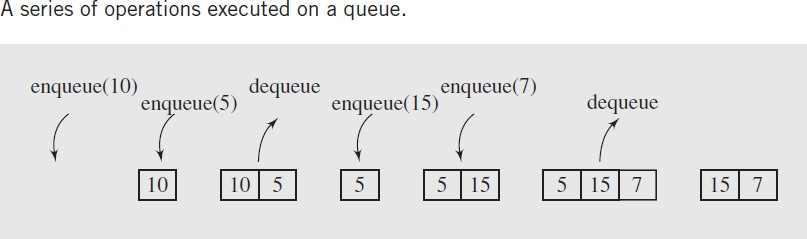 A series of operations executed on a queue.
enqueue(10)
enqueue(5)
dequeue
enqueue(15)
enqueue(7)
dequeue
10
10 5
5
5 15
5 15 7
15 7